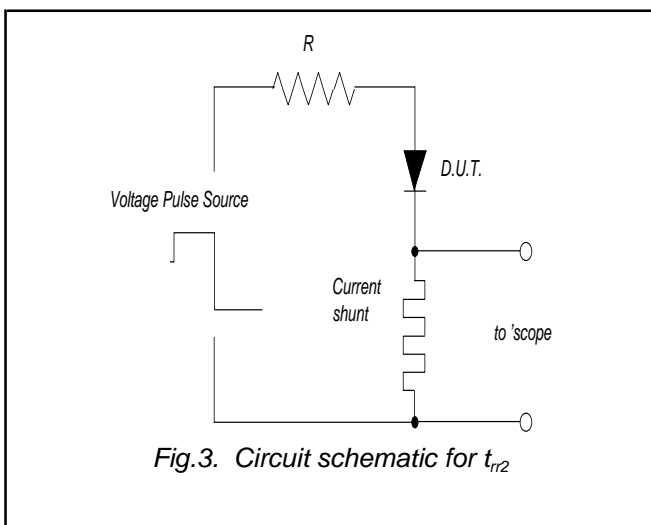 R
D.U.T.
Voltage Pulse Source
Current
shunt
to 'scope
Fig.3. Circuit schematic for trr2